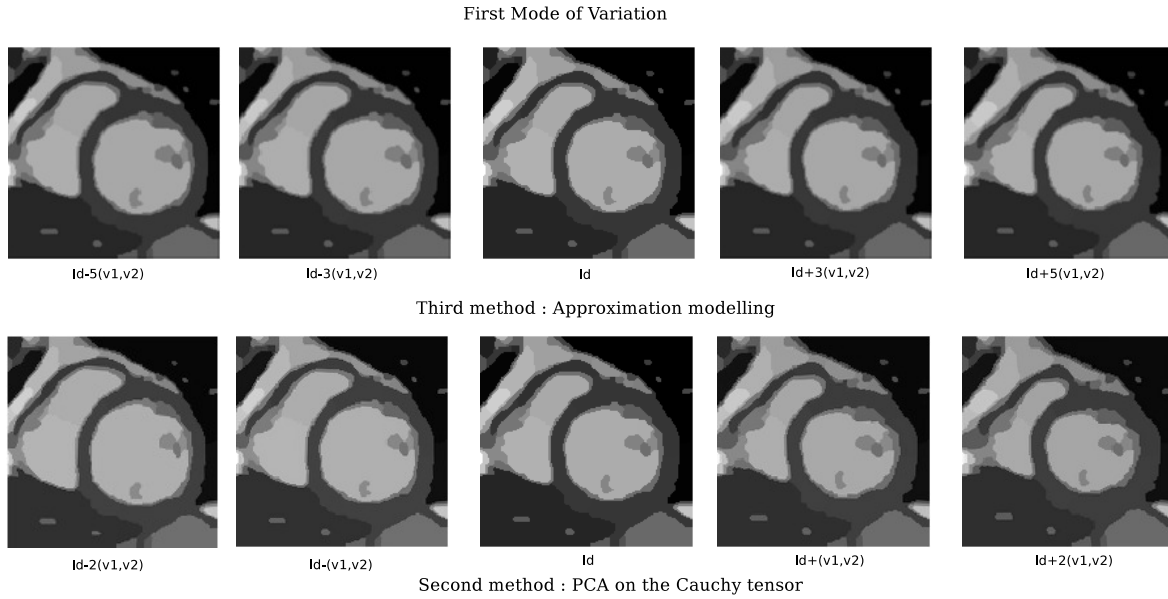 First Mode of Variation
Id-5(v1,v2) Id-3(v1,v2) Id Id+3(v1,v2) Id+5(v1,v2)
Third method : Approximation modelling
Id-2(v1,v2) Id-(v1,v2) Id Id+(v1,v2) Id+2(v1,v2)
Second method : PCA on the Cauchy tensor